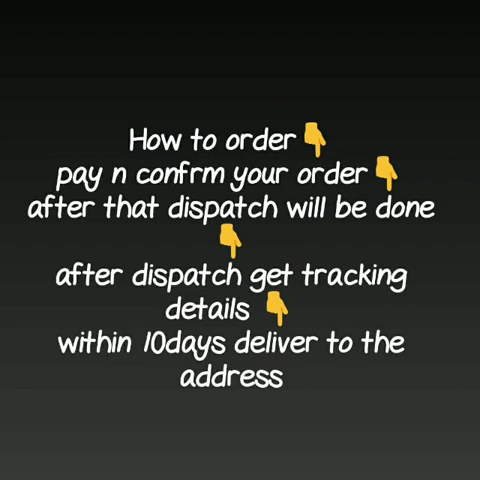 How to order👇
pay n confrm your order👇
after that dispatch will be done
👇
after dispatch get tracking
details 👇
within 10days deliver to the
address